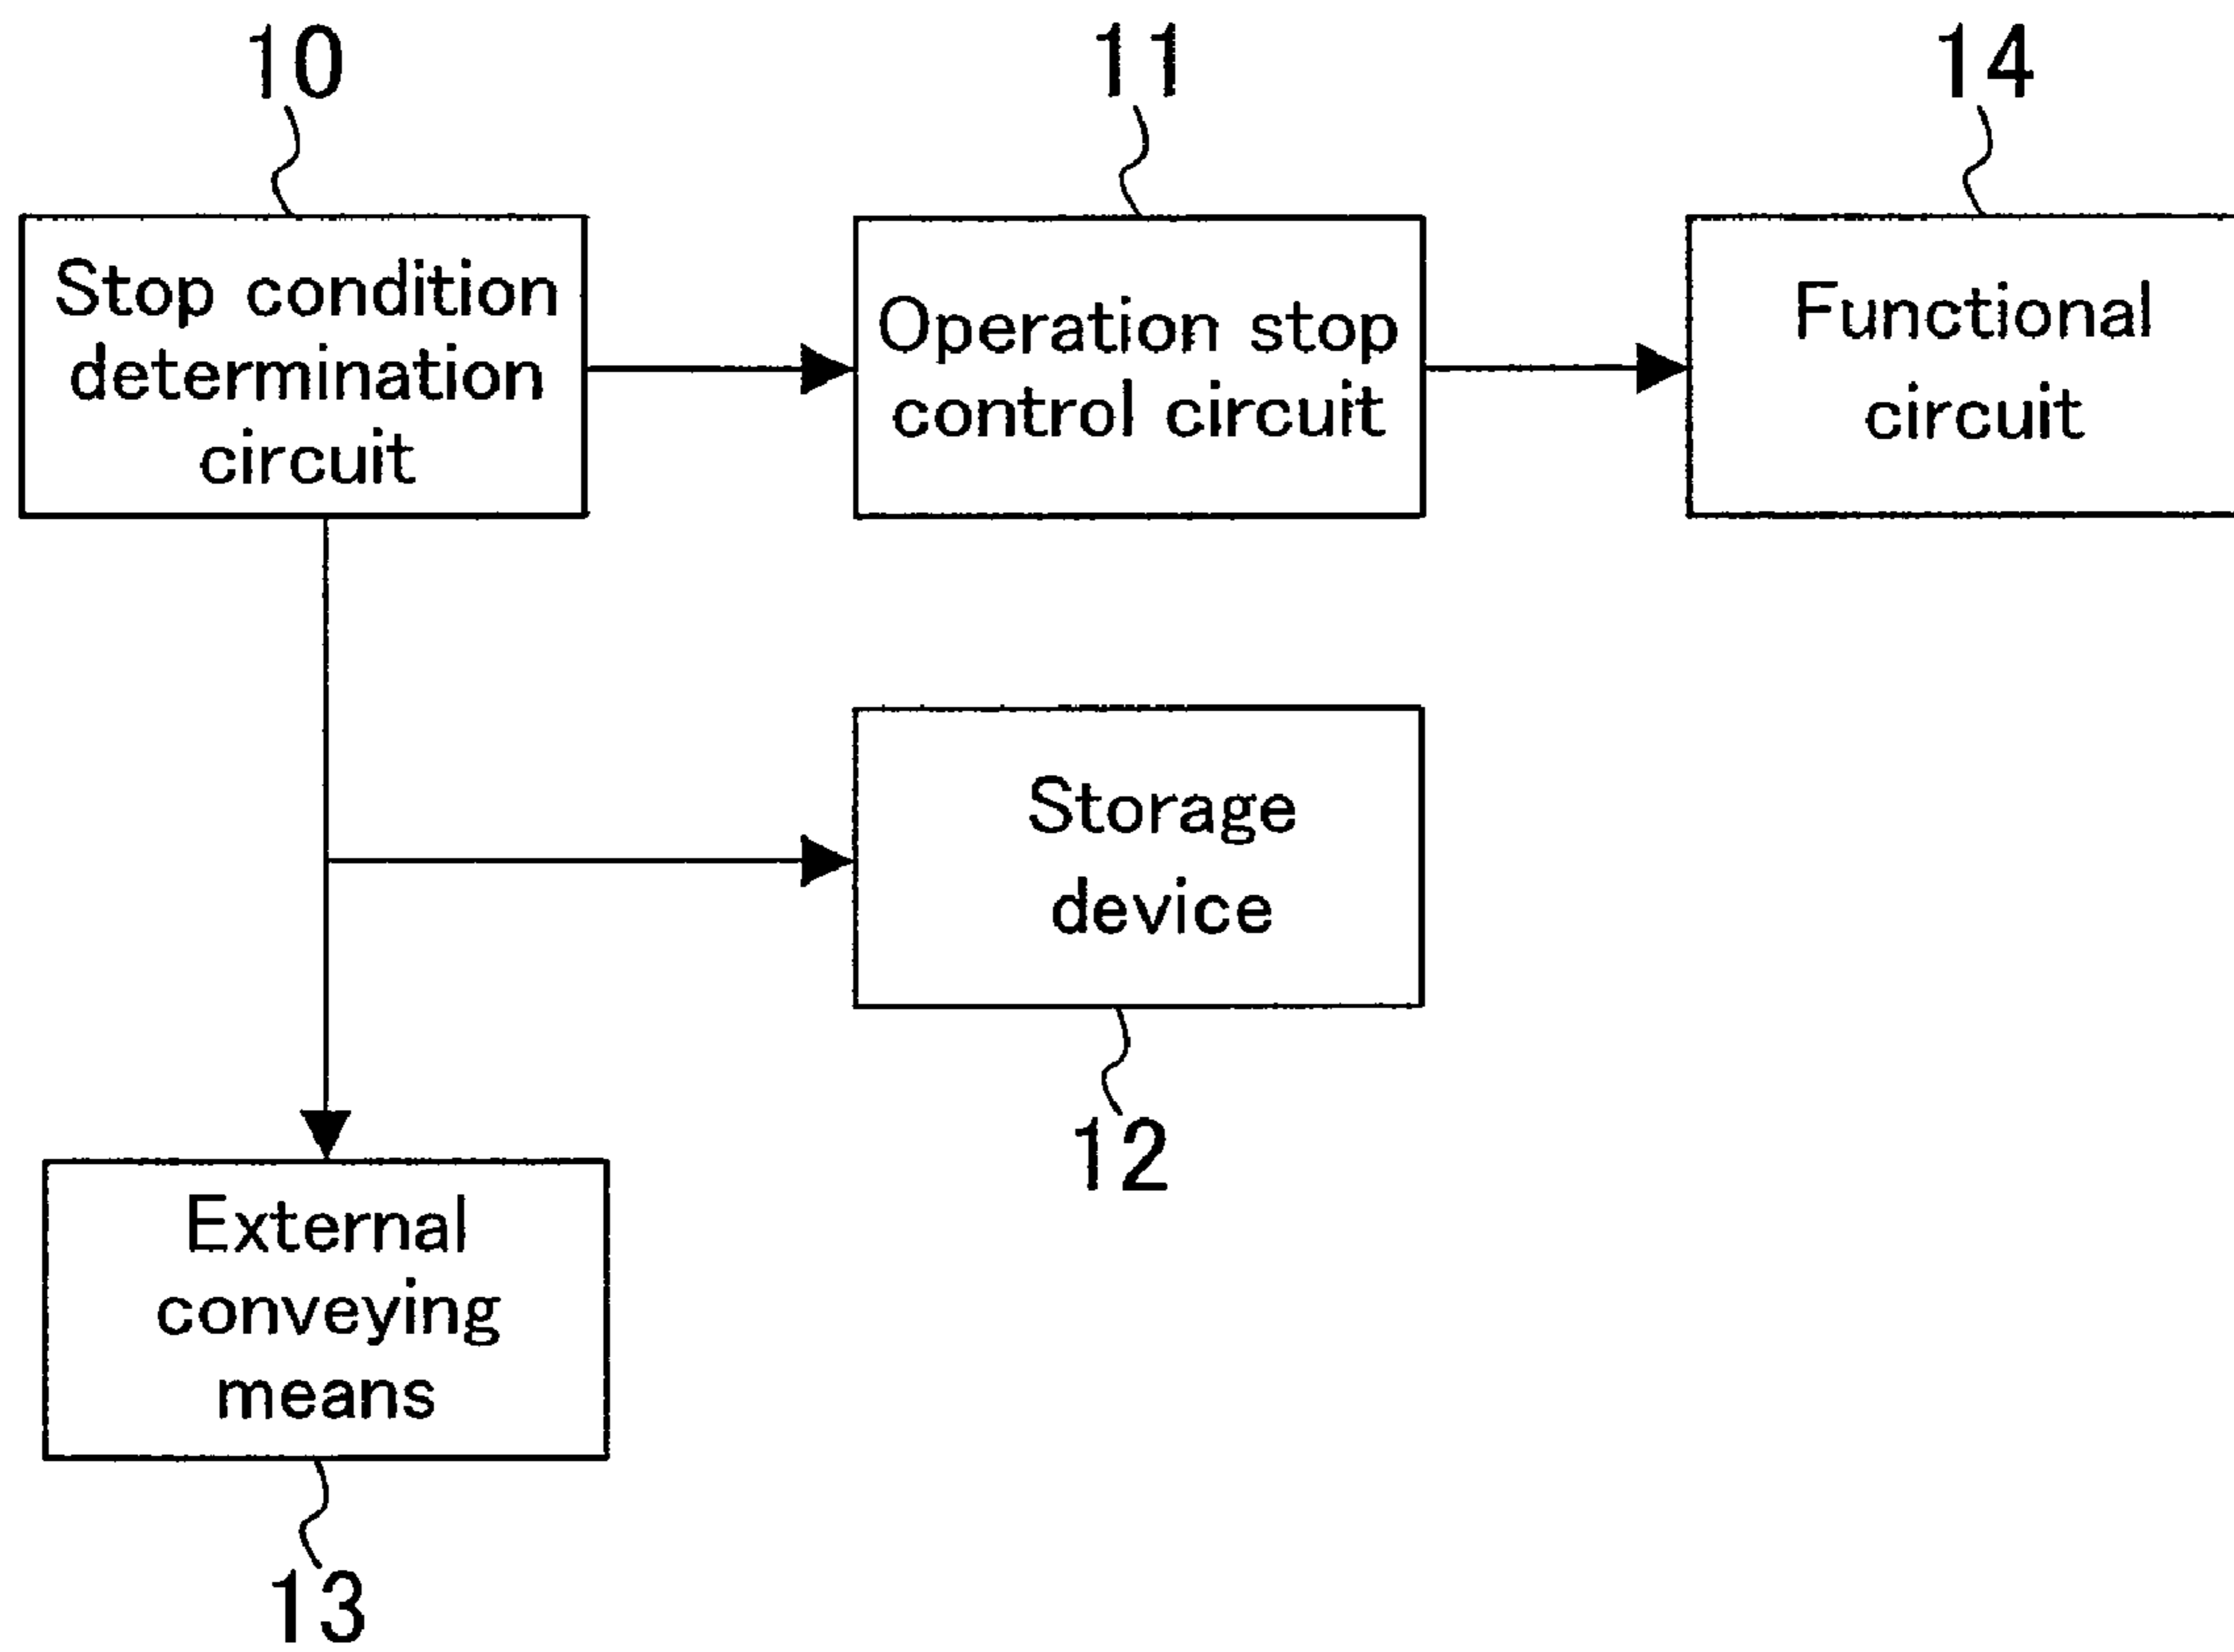 10
11
14
Stop condition
determination
circuit
Operation stop
control circuit
Functional
circuit
Storage
device
12
External
conveying
means
13